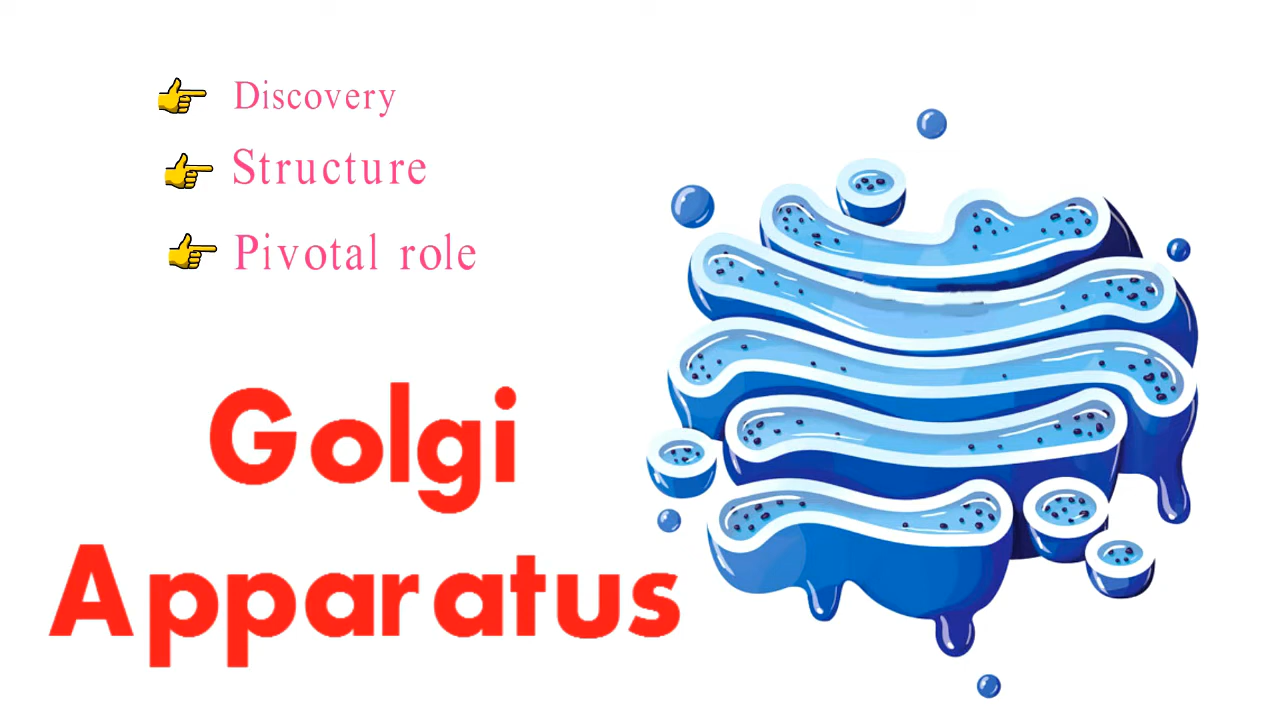 Discovery
Structure
Pivotal role
Golgi
Apparatus